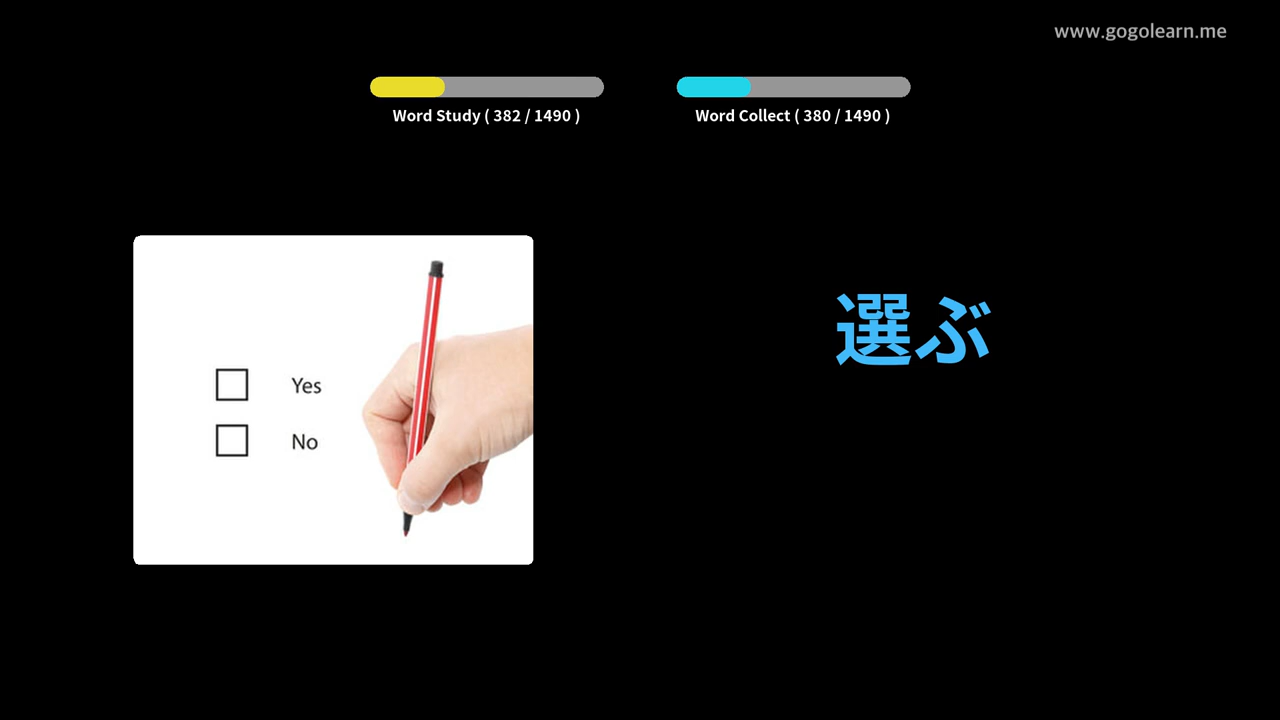 www.gogolearn.me
Word Study ( 382 / 1490 )
Word Collect ( 380 / 1490 )
選ぶ
Yes
No